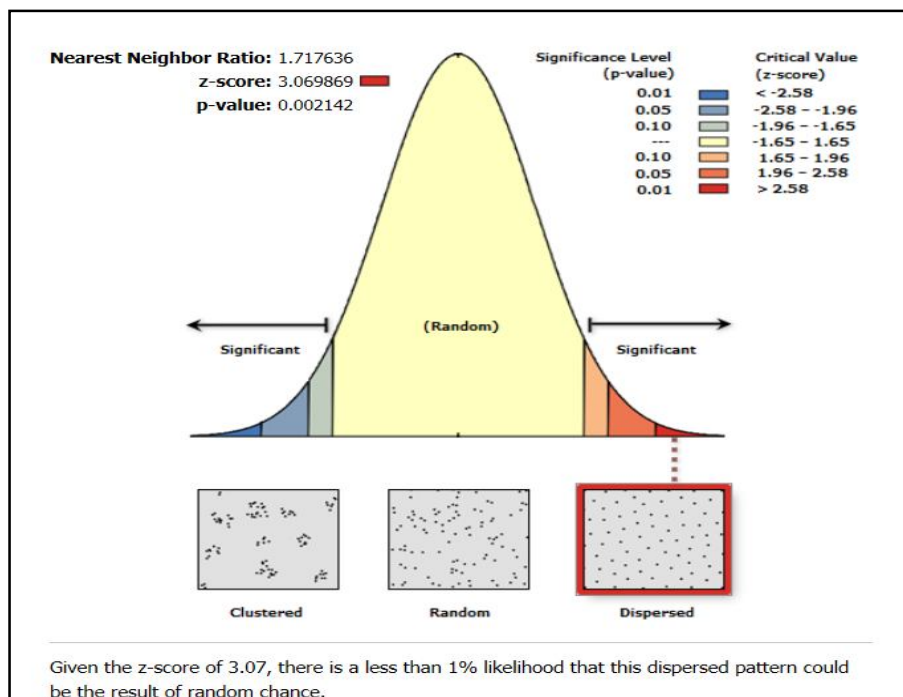 Nearest Neighbor Ratio: 1.717636
z-score: 3.069869
p-value: 0.002142
Significance Level
(p-value)
Critical Value
(z-score)
0.01 < -2.58
0.05 -2.58 – -1.96
0.10 -1.96 – -1.65
--- -1.65 – 1.65
0.10 1.65 – 1.96
0.05 1.96 – 2.58
0.01 > 2.58
Significant
(Random)
Significant
Clustered
Random
Dispersed
Given the z-score of 3.07, there is a less than 1% likelihood that this dispersed pattern could
be the result of random chance.